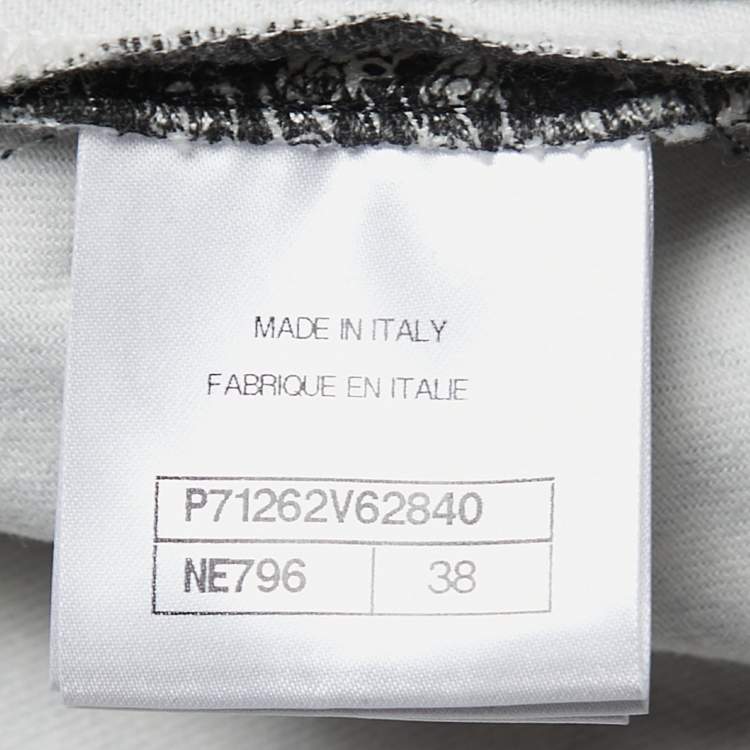 MADE IN ITALY
FABRIQUE EN ITALIE
P71262V62840
NE796 38